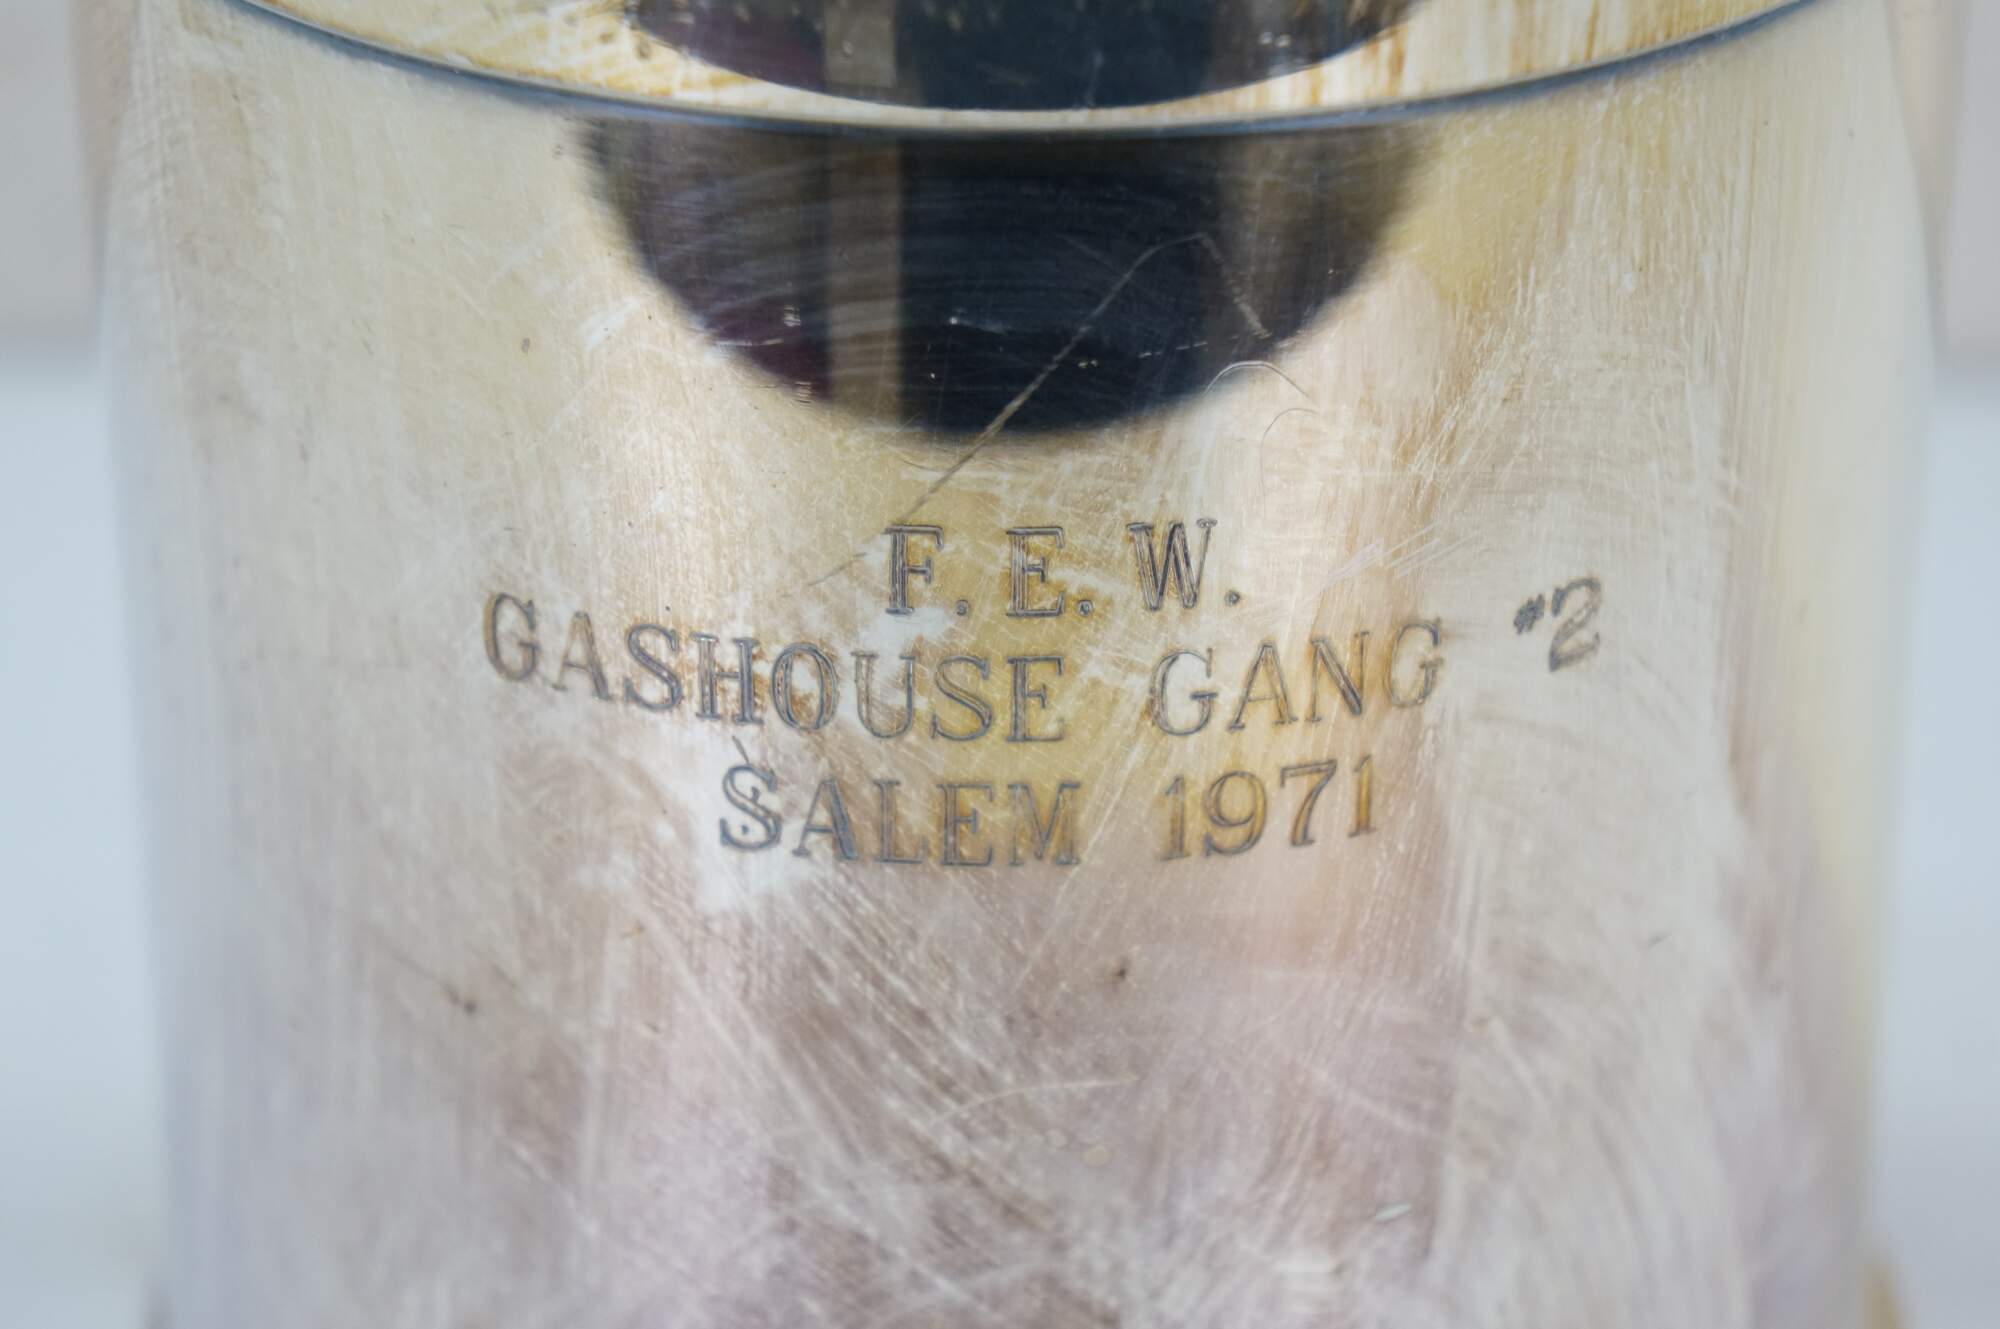 F. E. W.
GASHOUSE GANG #2
SALEM 1971